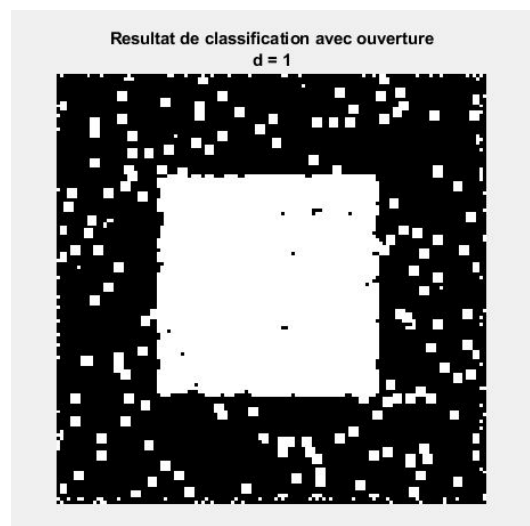 Resultat de classification avec ouverture
d = 1